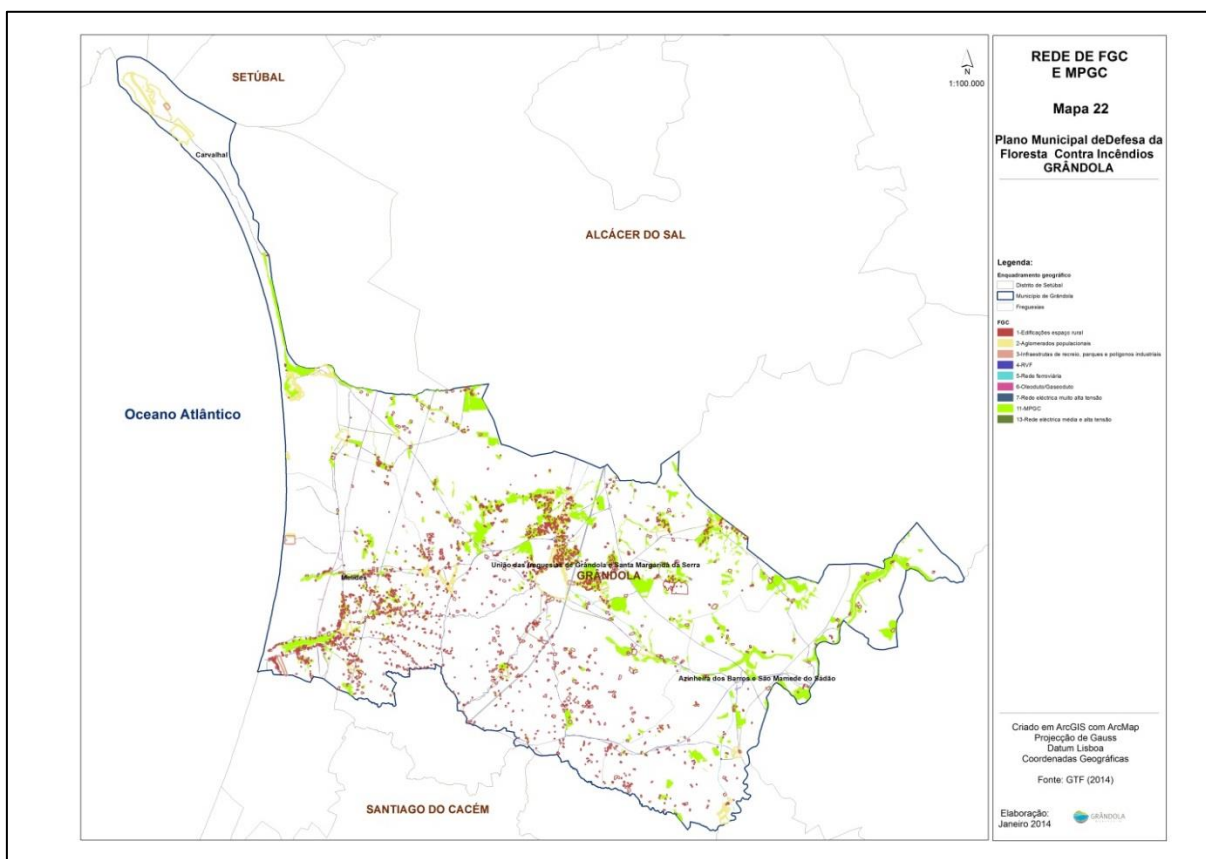 SETÚBAL
N
1:100.000
Carvalhal
ALCÁCER DO SAL
Oceano Atlântico
Melides
União das freguesias de Grândola e Santa Margarida da Serra
GRÂNDOLA
Azinheira dos Barros e São Mamede do Sádão
SANTIAGO DO CACÉM
REDE DE FGC
E MPGC
Mapa 22
Plano Municipal deDefesa da
Floresta Contra Incêndios
GRÂNDOLA
Legenda:
Enquadramento geográfico
Distrito de Setúbal
Município de Grândola
Freguesias
FGC
1-Edificações espaço rural
2-Aglomerados populacionais
3-Infraestrutas de recreio, parques e polígonos industriais
4-RVF
5-Rede ferroviária
6-Oleoduto/Gasoduto
7-Rede eléctrica muito alta tensão
11-MPGC
13-Rede eléctrica média e alta tensão
Criado em ArcGIS com ArcMap
Projecção de Gauss
Datum Lisboa
Coordenadas Geográficas
Fonte: GTF (2014)
Elaboração:
Janeiro 2014
GRÂNDOLA